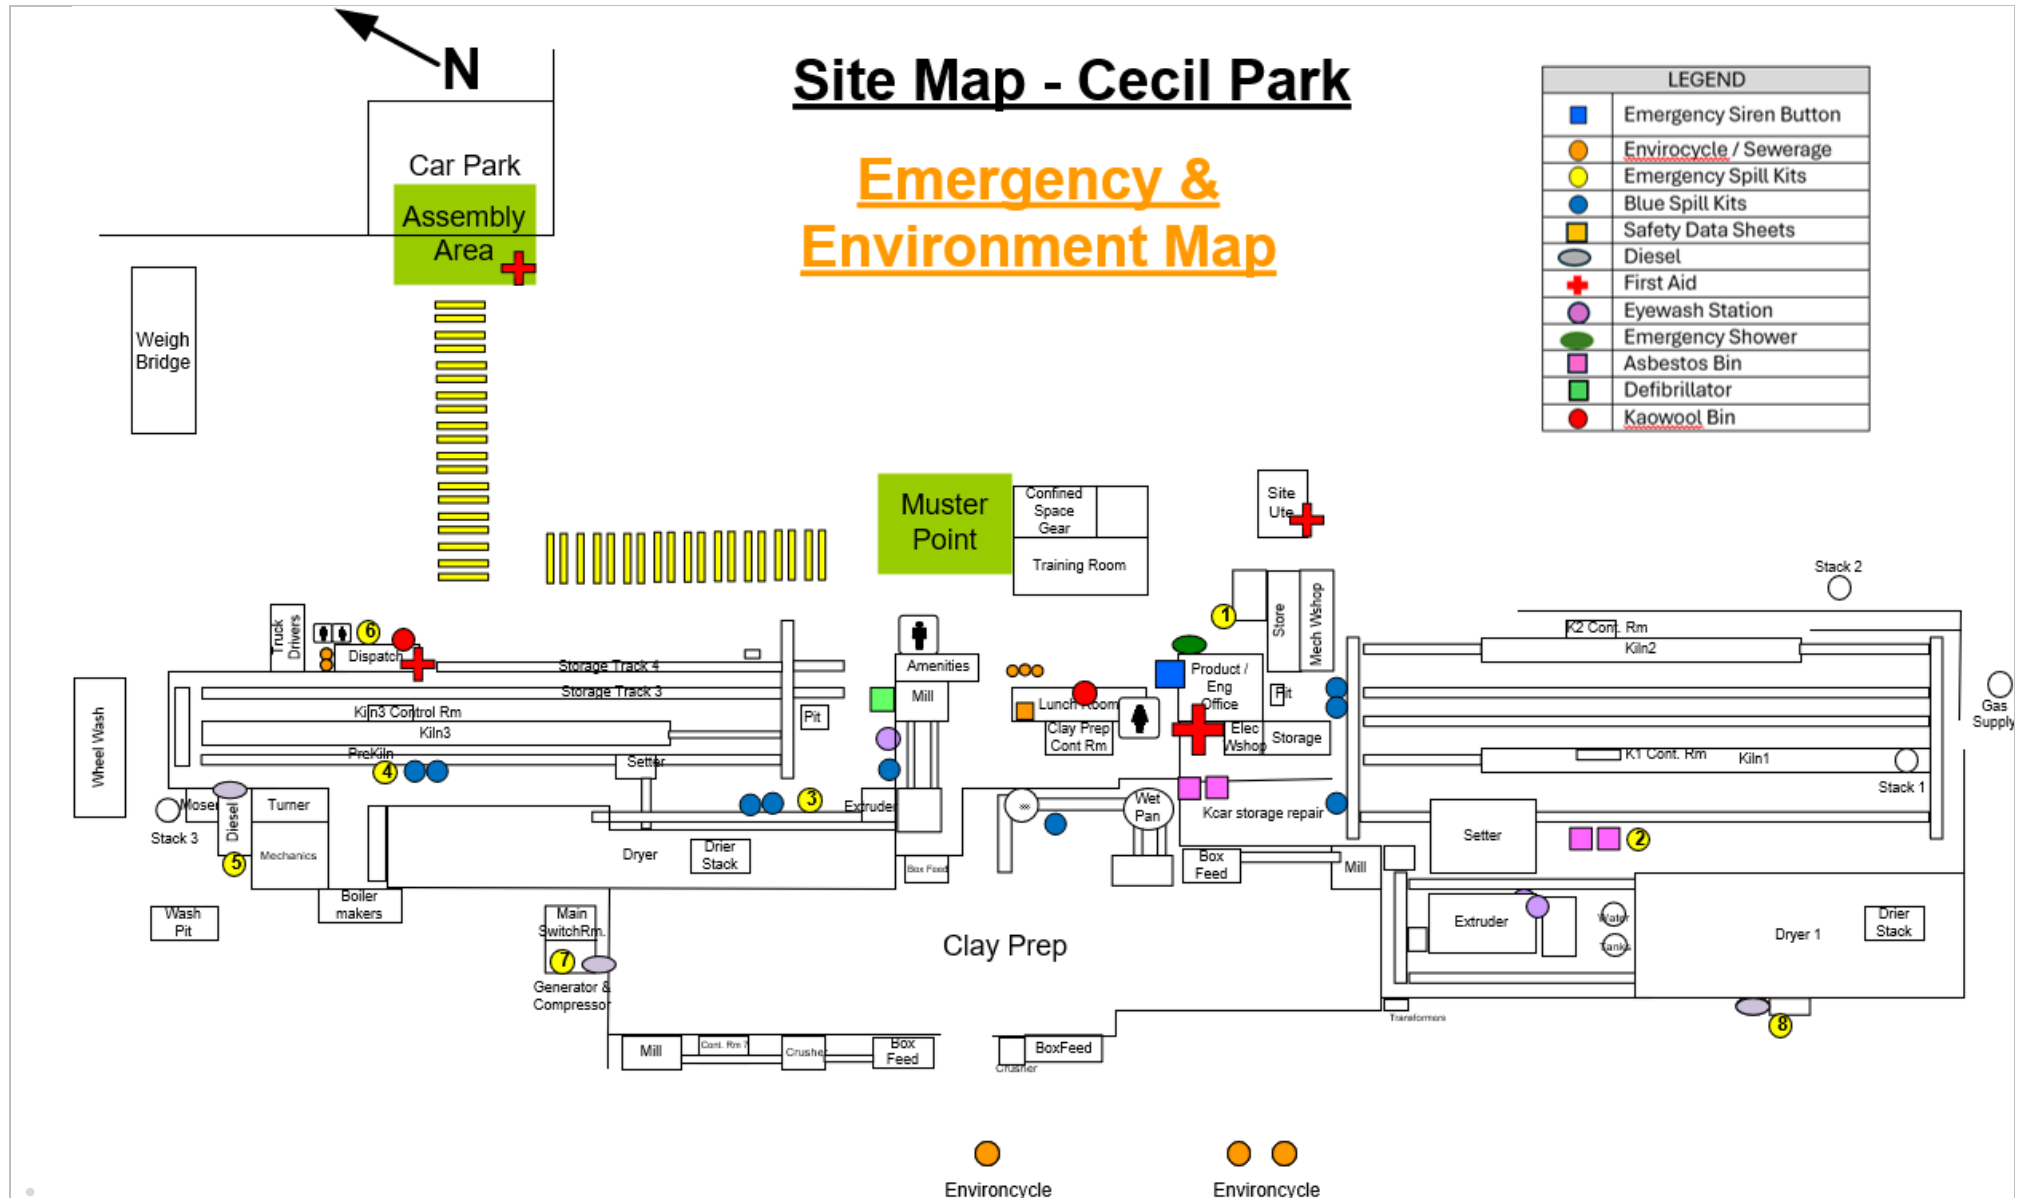 N
Site Map - Cecil Park
Emergency &
Environment Map
LEGEND
Emergency Siren Button
Envirocycle / Sewerage
Emergency Spill Kits
Blue Spill Kits
Safety Data Sheets
Diesel
First Aid
Eyewash Station
Emergency Shower
Asbestos Bin
Defibrillator
Kaowool Bin
Car Park
Assembly
Area
Weigh
Bridge
Muster
Point
Confined
Space
Gear
Training Room
Site
Ute
Stack 2
Truck
Drivers
6
Dispatch
Storage Track 4
Storage Track 3
Kiln3 Control Rm
Kiln3
PreKiln
4
Setter
Pit
3
Extruder
Wheel Wash
Stack 3
Moser
Diesel
5
Turner
Mechanics
Boiler
makers
Wash
Pit
Dryer
Drier
Stack
Amenities
Mill
Box Feed
Lunch Room
Clay Prep
Cont Rm
1
Store
Mech Wshop
Product /
Eng
Office
Pit
Elec
Wshop
Storage
Kcar storage repair
Wet
Pan
Box
Feed
Mill
K2 Cont. Rm
Kiln2
K1 Cont. Rm
Kiln1
Stack 1
Gas
Supply
Setter
2
Extruder
Water
Tanks
Dryer 1
Drier
Stack
Transformers
8
Main
SwitchRm.
7
Generator &
Compressor
Clay Prep
Mill
Cont. Rm 7
Crusher
Box
Feed
BoxFeed
Crusher
Environcycle
Environcycle